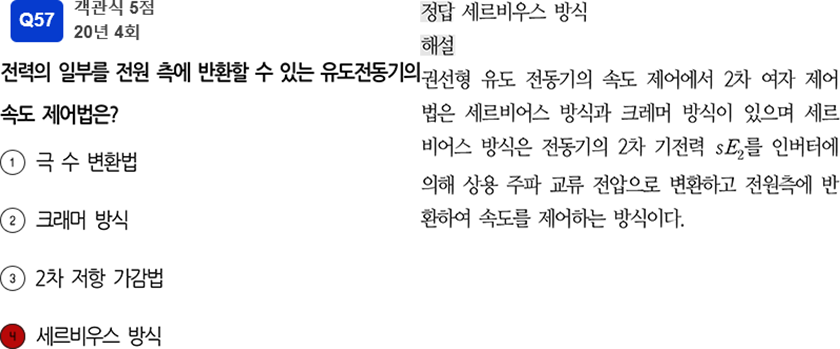 Q57
객관식 5점
20년 4회
전력의 일부를 전원 측에 반환할 수 있는 유도전동기의
속도 제어법은?
1 극 수 변환법
2 크래머 방식
3 2차 저항 가감법
4 세르비우스 방식
정답 세르비우스 방식
해설
권선형 유도 전동기의 속도 제어에서 2차 여자 제어
법은 세르비어스 방식과 크레머 방식이 있으며 세르
비어스 방식은 전동기의 2차 기전력 sE₂를 인버터에
의해 상용 주파 교류 전압으로 변환하고 전원측에 반
환하여 속도를 제어하는 방식이다.